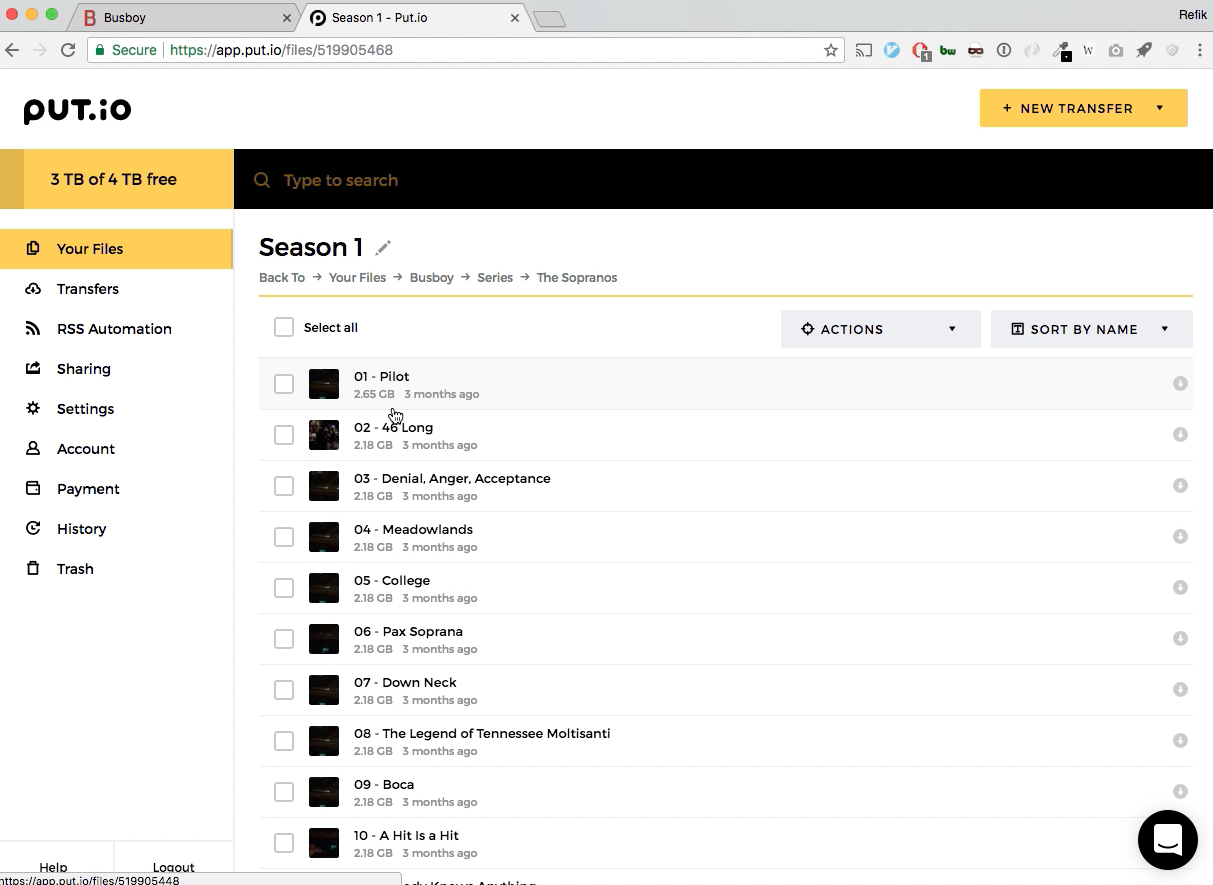 Busboy
Season 1 - Put.io
Refik
Secure
https://app.put.io/files/519905468
1
bw
W
PUT.io
+ NEW TRANSFER
3 TB of 4 TB free
Type to search
Your Files
Transfers
RSS Automation
Sharing
Settings
Account
Payment
History
Trash
Help
Logout
https://app.put.io/files/519905448
Season 1
Back To → Your Files → Busboy → Series → The Sopranos
Select all
ACTIONS
SORT BY NAME
01 - Pilot
2.65 GB 3 months ago
02 - 46 Long
2.18 GB 3 months ago
03 - Denial, Anger, Acceptance
2.18 GB 3 months ago
04 - Meadowlands
2.18 GB 3 months ago
05 - College
2.18 GB 3 months ago
06 - Pax Soprana
2.18 GB 3 months ago
07 - Down Neck
2.18 GB 3 months ago
08 - The Legend of Tennessee Moltisanti
2.18 GB 3 months ago
09 - Boca
2.18 GB 3 months ago
10 - A Hit Is a Hit
2.18 GB 3 months ago
Knows Anything